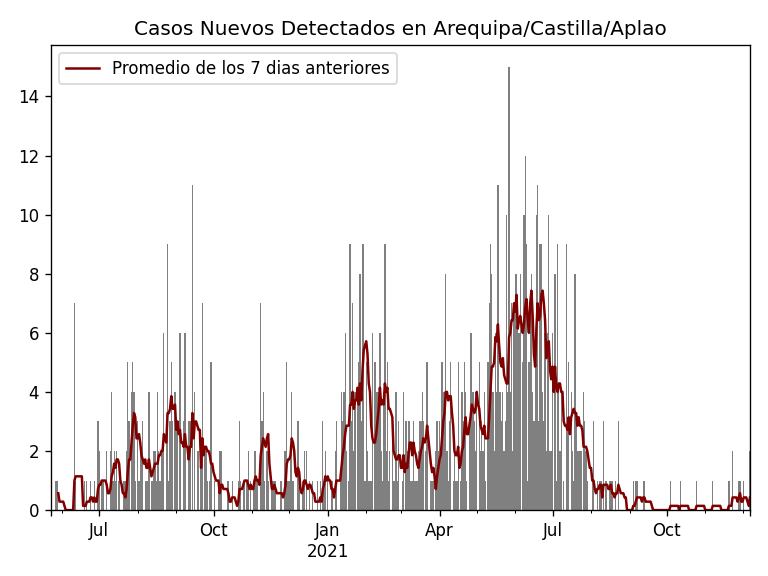 Casos Nuevos Detectados en Arequipa/Castilla/Aplao
Promedio de los 7 dias anteriores
14
12
10
8
6
4
2
0
Jul
Oct
Jan
Apr
Jul
Oct
2021